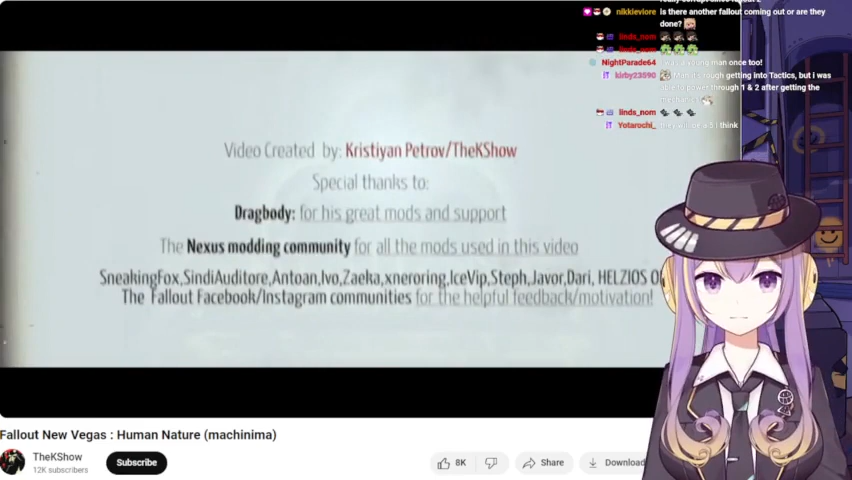 Video Created by: Kristiyan Petrov/TheKShow
Special thanks to:
Dragbody: for his great mods and support
The Nexus modding community for all the mods used in this video
SneakingFox,SindiAuditore,Antoan,Ivo,Zaeka,xneroring,IceVip,Steph,Javor,Dari, HELZIOS
The Fallout Facebook/Instagram communities for the helpful feedback/motivation!
nikkieviore
is there another fallout coming out or are they
done?
linds_nom
linds_nom
NightParade64
young man once too!
kirby23590 Man it's rough getting into Tactics, but i was
power through 1 & 2 after getting the
linds_nom
Yotarochi_
think
Fallout New Vegas : Human Nature (machinima)
TheKShow
12K subscribers
Subscribe
8K
Share
Download